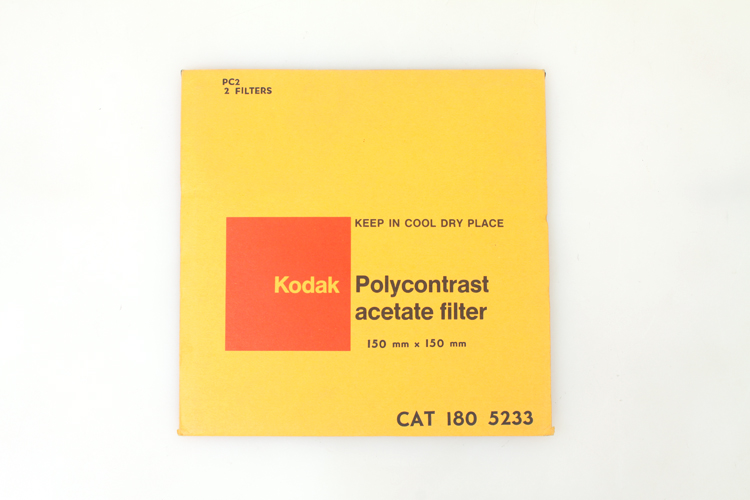 PC2
2 FILTERS
KEEP IN COOL DRY PLACE
Kodak Polycontrast
acetate filter
150 mm x 150 mm
CAT 180 5233